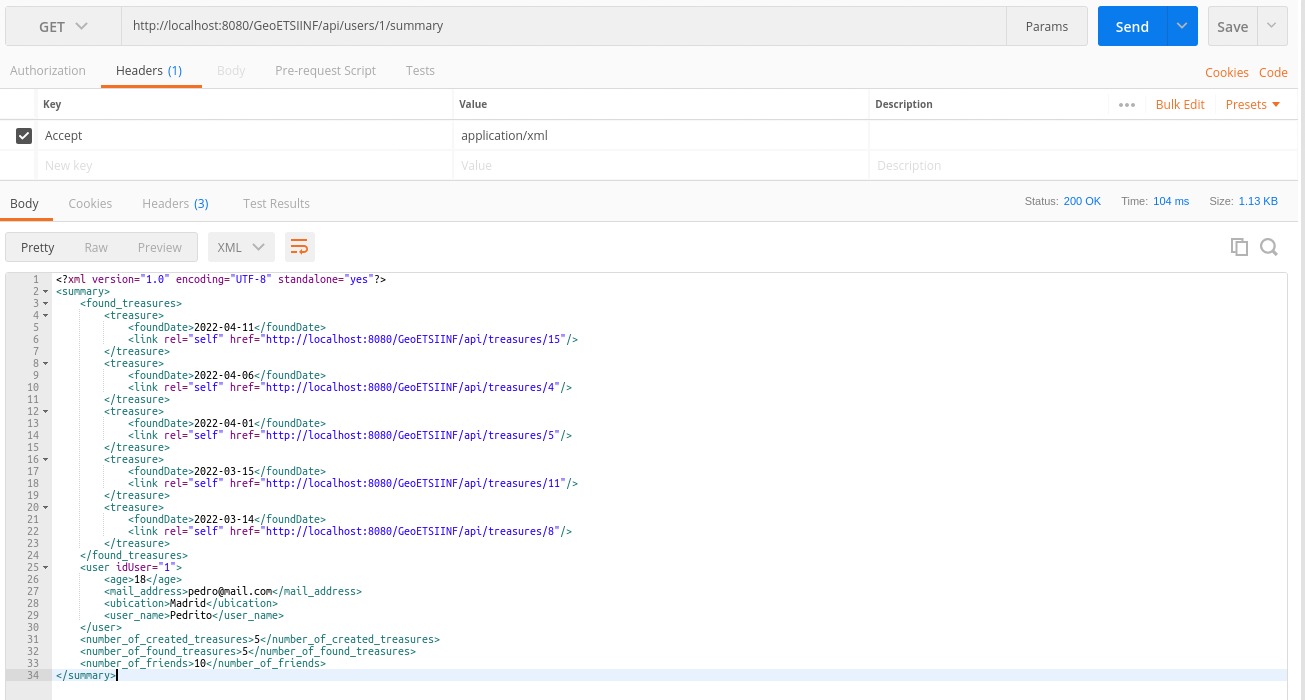 GET http://localhost:8080/GeoETSIINF/api/users/1/summary Params Send Save
Authorization Headers (1) Body Pre-request Script Tests Cookies Code
Key Value Description ••• Bulk Edit Presets
Accept application/xml
New key Value Description
Body Cookies Headers (3) Test Results Status: 200 OK Time: 104 ms Size: 1.13 KB
Pretty Raw Preview XML
1 <?xml version="1.0" encoding="UTF-8" standalone="yes"?>
2 <summary>
3 <found_treasures>
4 <treasure>
5 <foundDate>2022-04-11</foundDate>
6 <link rel="self" href="http://localhost:8080/GeoETSIINF/api/treasures/15"/>
7 </treasure>
8 <treasure>
9 <foundDate>2022-04-06</foundDate>
10 <link rel="self" href="http://localhost:8080/GeoETSIINF/api/treasures/4"/>
11 </treasure>
12 <treasure>
13 <foundDate>2022-04-01</foundDate>
14 <link rel="self" href="http://localhost:8080/GeoETSIINF/api/treasures/5"/>
15 </treasure>
16 <treasure>
17 <foundDate>2022-03-15</foundDate>
18 <link rel="self" href="http://localhost:8080/GeoETSIINF/api/treasures/11"/>
19 </treasure>
20 <treasure>
21 <foundDate>2022-03-14</foundDate>
22 <link rel="self" href="http://localhost:8080/GeoETSIINF/api/treasures/8"/>
23 </treasure>
24 </found_treasures>
25 <user idUser="1">
26 <age>18</age>
27 <mail_address>pedro@mail.com</mail_address>
28 <ubication>Madrid</ubication>
29 <user_name>Pedrito</user_name>
30 </user>
31 <number_of_created_treasures>5</number_of_created_treasures>
32 <number_of_found_treasures>5</number_of_found_treasures>
33 <number_of_friends>10</number_of_friends>
34 </summary>